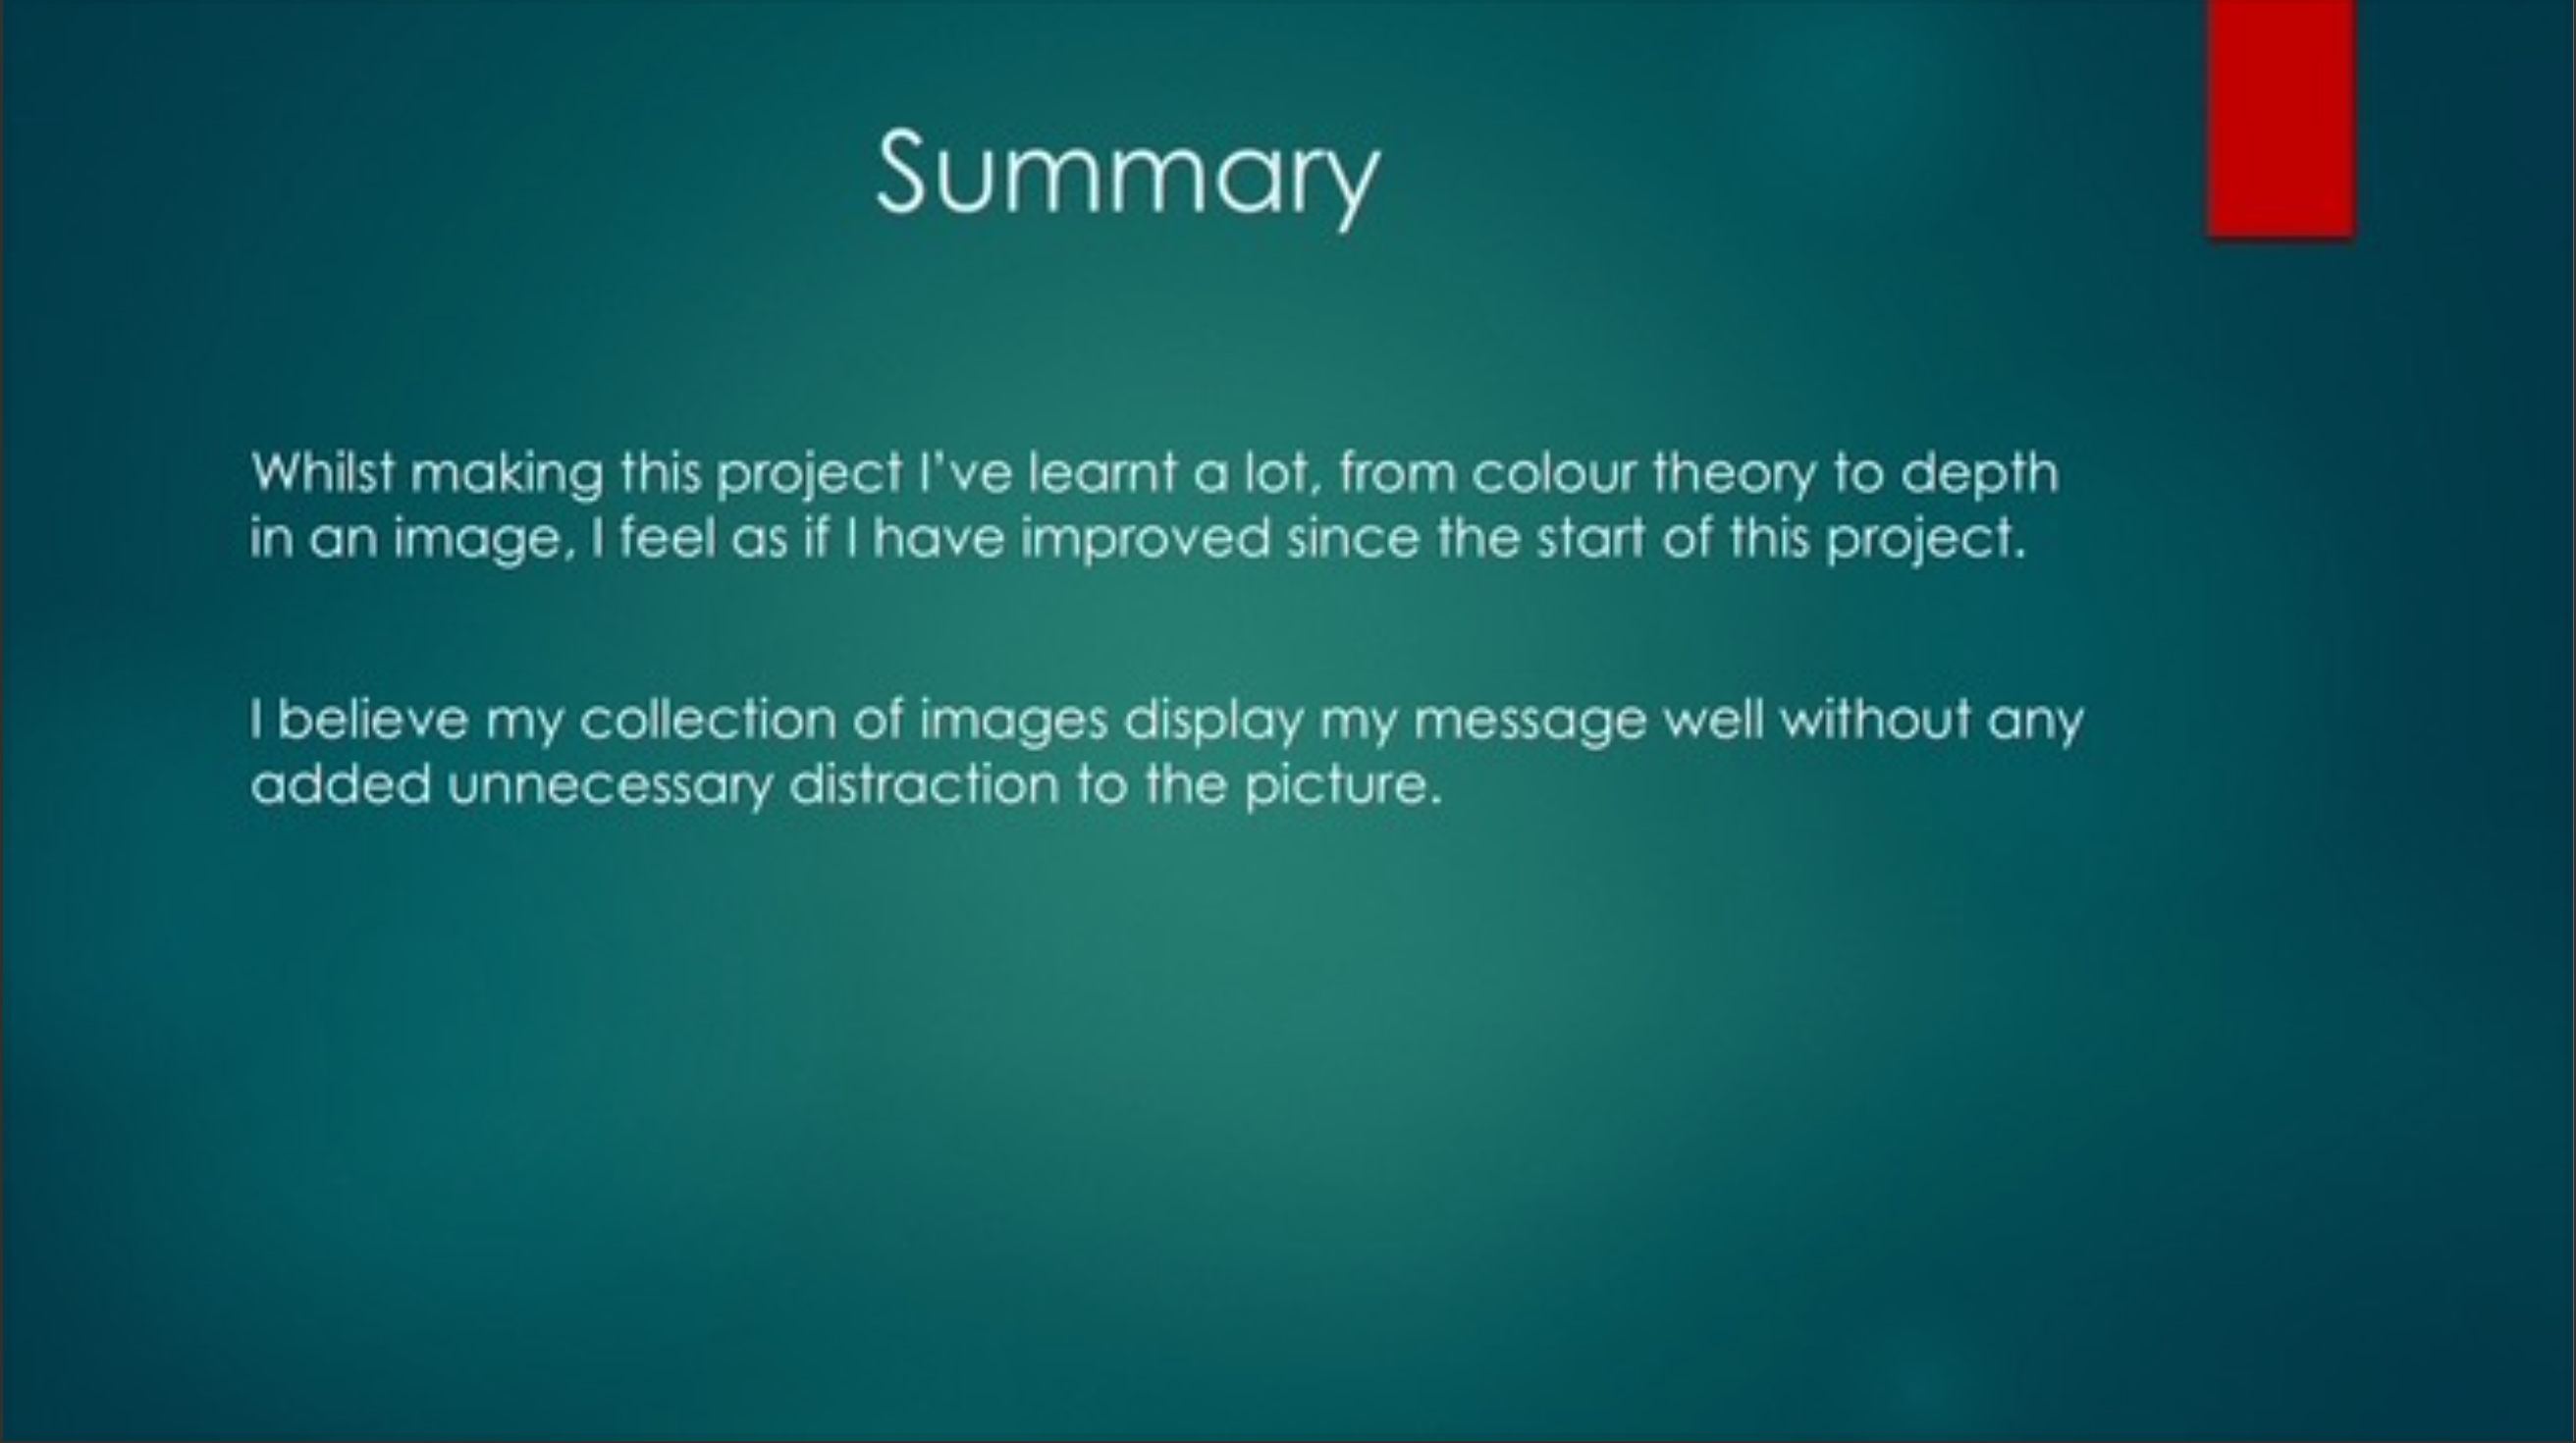 Summary
Whilst making this project I’ve learnt a lot, from colour theory to depth
in an image, I feel as if I have improved since the start of this project.
I believe my collection of images display my message well without any
added unnecessary distraction to the picture.